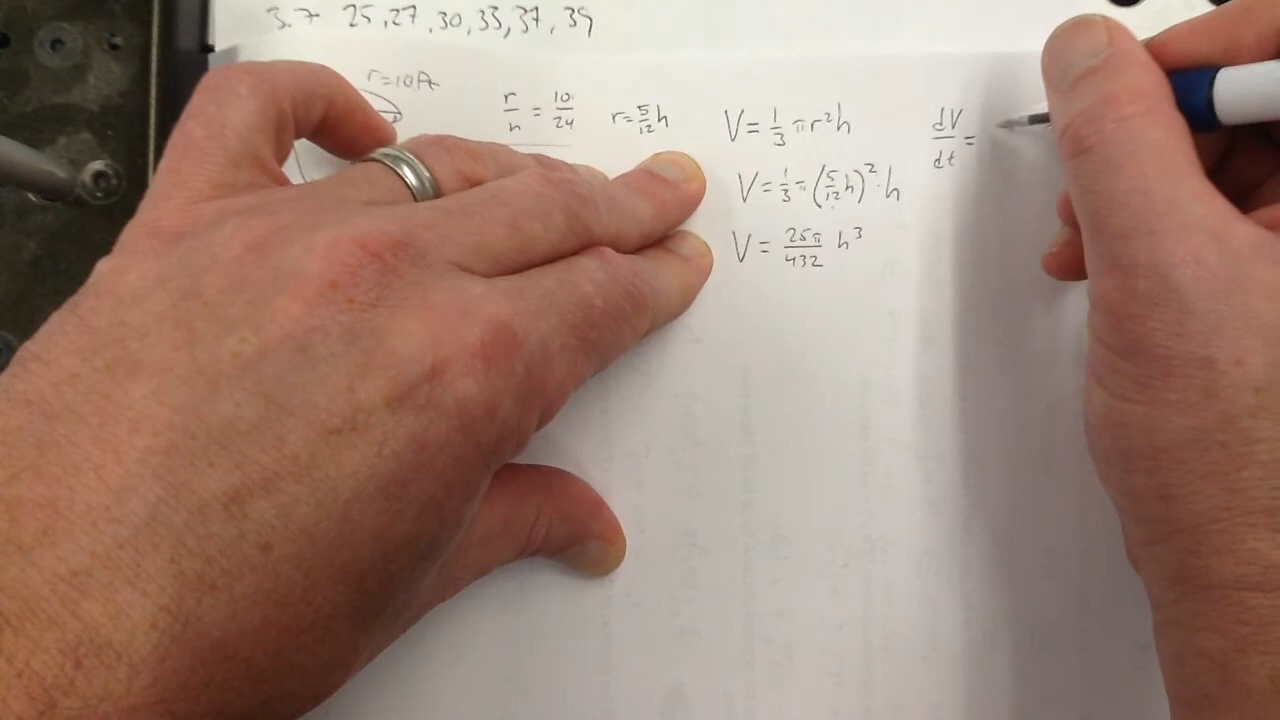 3.7 25, 27, 30, 33, 37, 39
r=10ft
r/h = 10/24
r = 5/12 h
V = 1/3 πr²h
V = 1/3 π (5/12 h)² · h
V = 25π/432 h³
dV/dt =